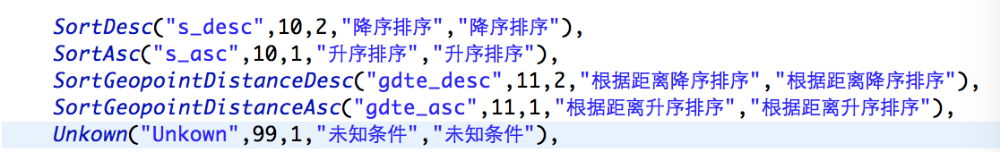 SortDesc("s_desc",10,2,"降序排序","降序排序"),
SortAsc("s_asc",10,1,"升序排序","升序排序"),
SortGeopointDistanceDesc("gdte_desc",11,2,"根据距离降序排序","根据距离降序排序"),
SortGeopointDistanceAsc("gdte_asc",11,1,"根据距离升序排序","根据距离升序排序"),
Unkown("Unkown",99,1,"未知条件","未知条件"),